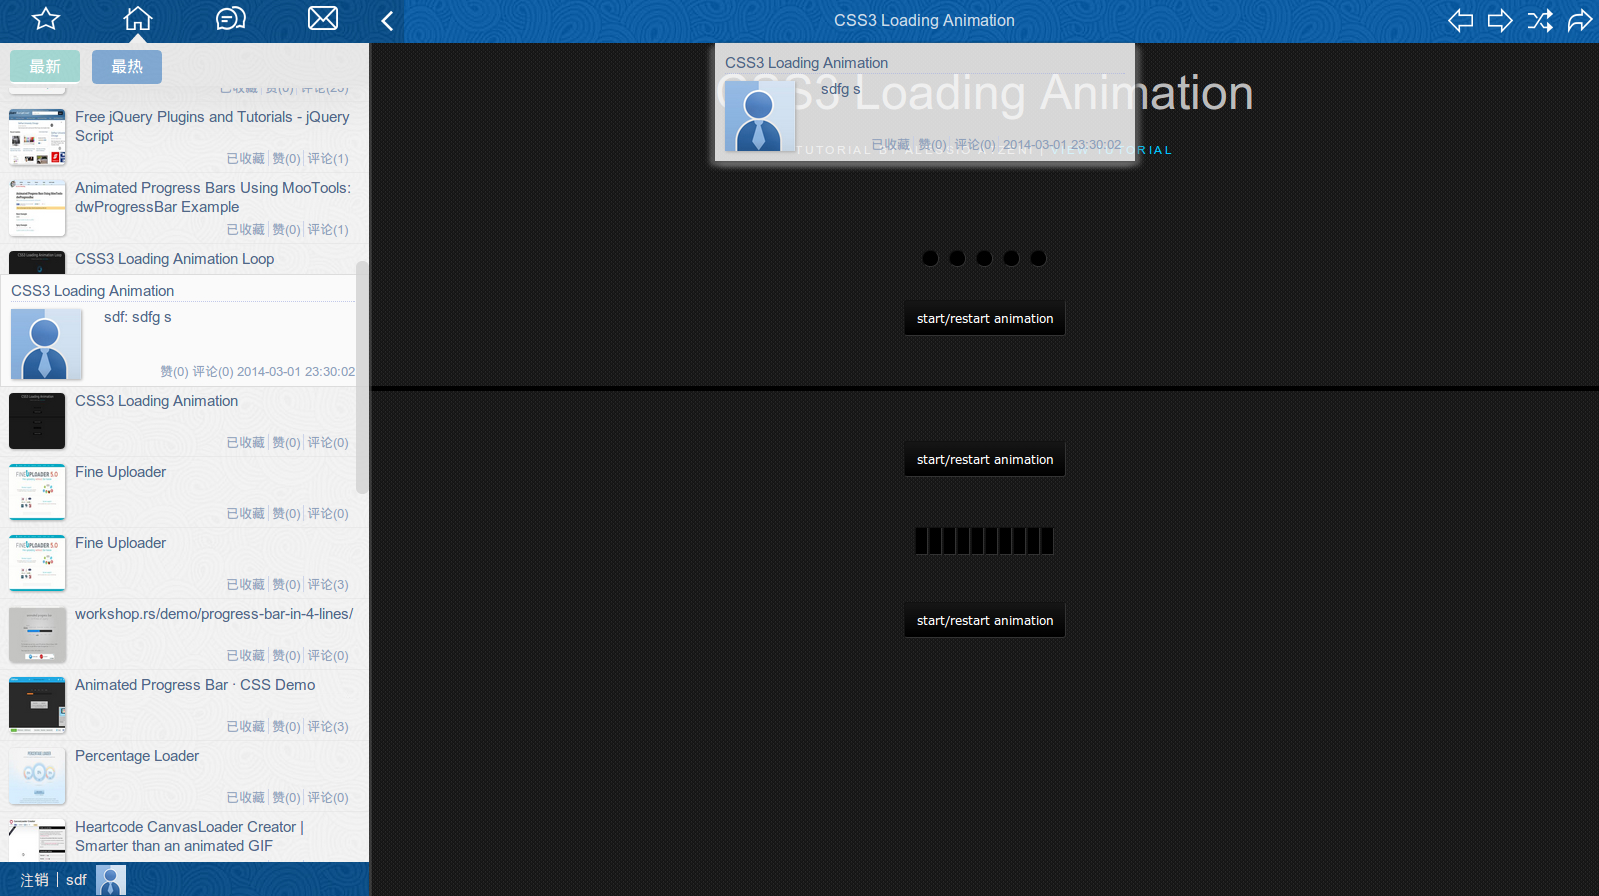 CSS3 Loading Animation
最新
最热
已收藏 赞(0) 评论(23)
Free jQuery Plugins and Tutorials - jQuery
Script
已收藏 赞(0) 评论(1)
Animated Progress Bars Using MooTools:
dwProgressBar Example
已收藏 赞(0) 评论(1)
CSS3 Loading Animation Loop
CSS3 Loading Animation
sdf: sdfg s
赞(0) 评论(0) 2014-03-01 23:30:02
CSS3 Loading Animation
已收藏 赞(0) 评论(0)
Fine Uploader
已收藏 赞(0) 评论(0)
Fine Uploader
已收藏 赞(0) 评论(3)
workshop.rs/demo/progress-bar-in-4-lines/
已收藏 赞(0) 评论(0)
Animated Progress Bar · CSS Demo
已收藏 赞(0) 评论(3)
Percentage Loader
已收藏 赞(0) 评论(0)
Heartcode CanvasLoader Creator |
Smarter than an animated GIF
注销 | sdf
CSS3 Loading Animation
sdfg s
已收藏 赞(0) 评论(0) 2014-03-01 23:30:02
CSS3 Loading Animation
TUTORIAL | VIEW TUTORIAL
start/restart animation
start/restart animation
start/restart animation